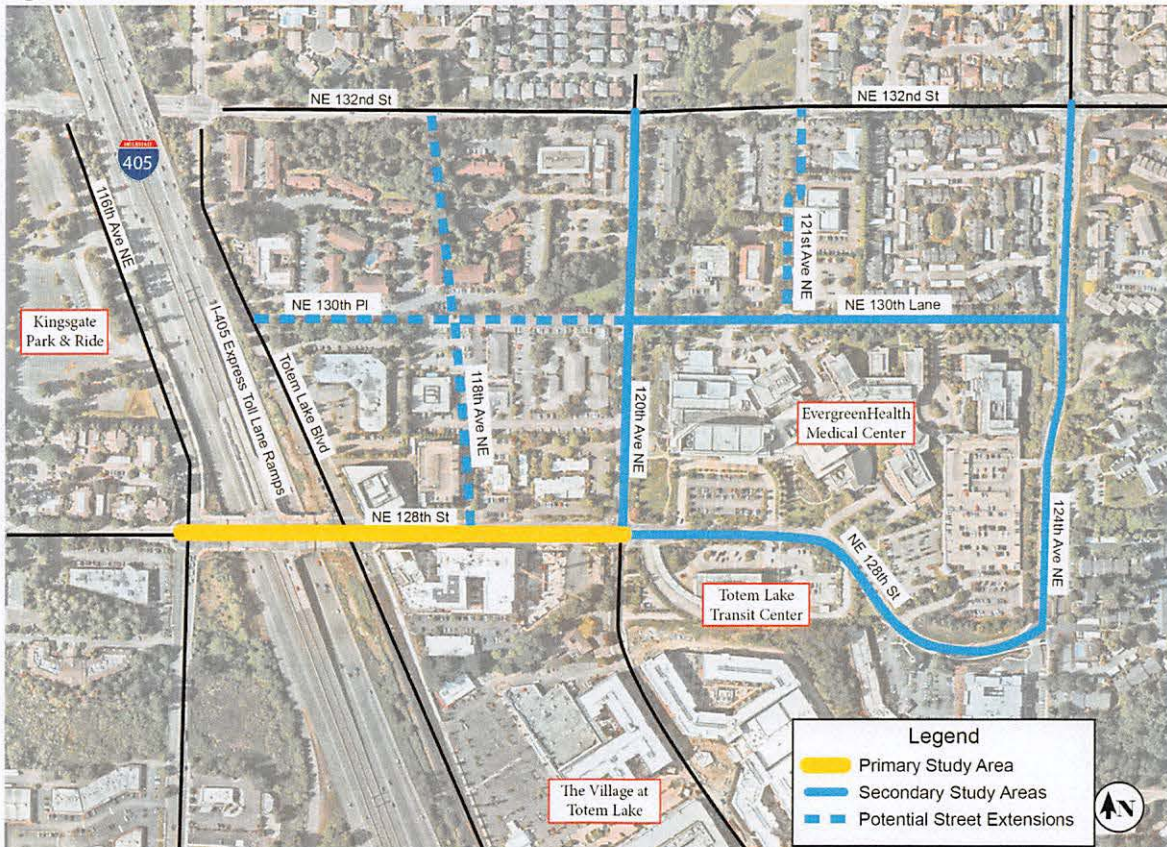 NE 132nd St
NE 132nd St
INTERSTATE
405
116th Ave NE
121st Ave NE
NE 130th Pl
NE 130th Lane
Kingsgate
Park & Ride
I-405 Express Toll Lane Ramps
Totem Lake Blvd
118th Ave NE
120th Ave NE
EvergreenHealth
Medical Center
124th Ave NE
NE 128th St
NE 128th St
Totem Lake
Transit Center
The Village at
Totem Lake
Legend
Primary Study Area
Secondary Study Areas
Potential Street Extensions
N